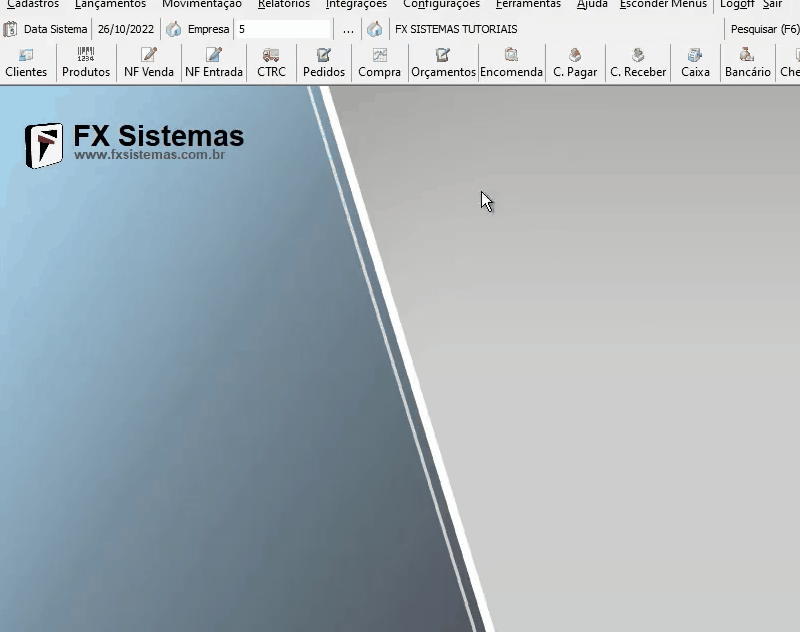 Cadastros Lançamentos Movimentação Relatórios Integrações Configurações Ferramentas Ajuda Esconder Menus Logoff Sair
Data Sistema 26/10/2022 Empresa 5 ... FX SISTEMAS TUTORIAIS Pesquisar (F6)
Clientes Produtos NF Venda NF Entrada CTRC Pedidos Compra Orçamentos Encomenda C. Pagar C. Receber Caixa Bancário Che
FX Sistemas
www.fxsistemas.com.br